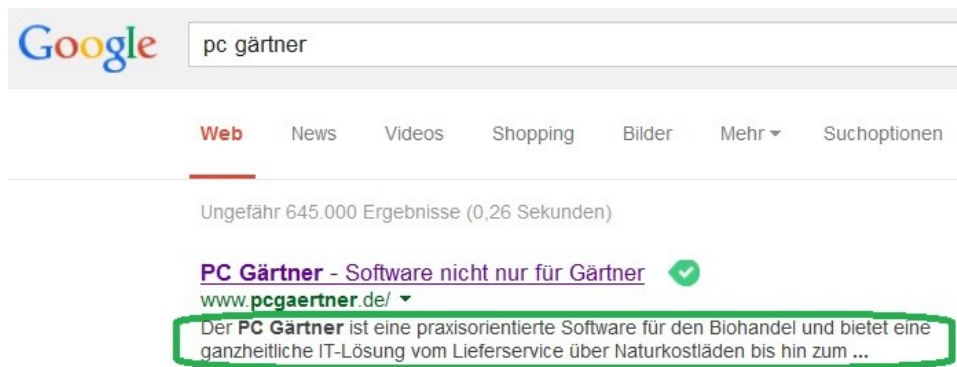 Google pc gärtner
Web News Videos Shopping Bilder Mehr Suchoptionen
Ungefähr 645.000 Ergebnisse (0,26 Sekunden)
PC Gärtner - Software nicht nur für Gärtner
www.pcgaertner.de/
Der PC Gärtner ist eine praxisorientierte Software für den Biohandel und bietet eine
ganzheitliche IT-Lösung vom Lieferservice über Naturkostläden bis hin zum ...